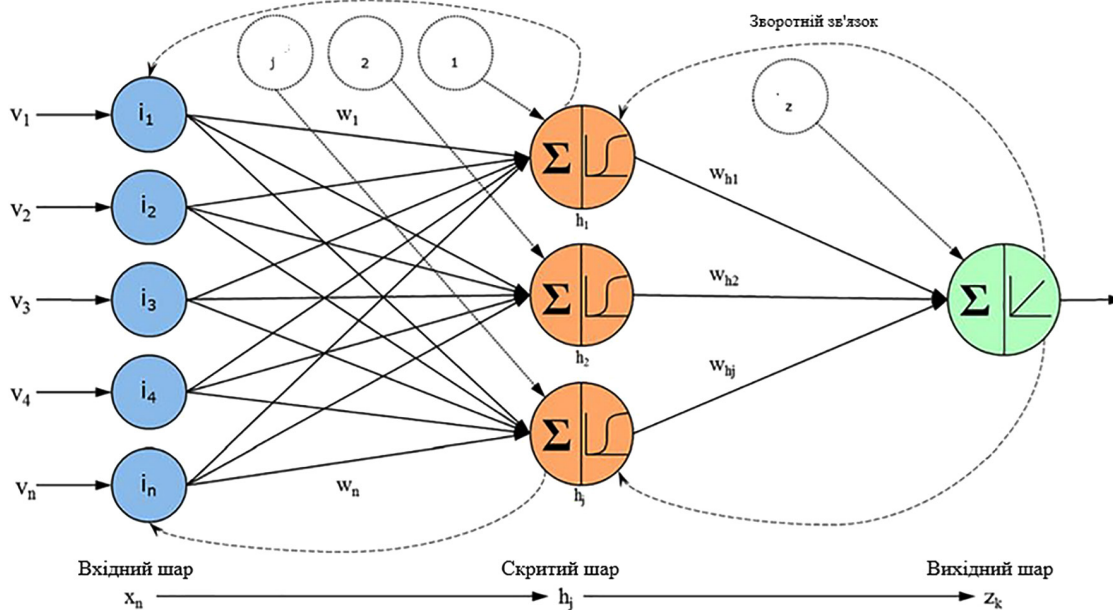 Зворотній зв'язок
j
2
1
z
v1
i1
w1
Σ
h1
wh1
v2
i2
v3
i3
Σ
h2
wh2
Σ
v4
i4
whj
Σ
hj
vn
in
wn
Вхідний шар
Скритий шар
Вихідний шар
xn
hj
zk